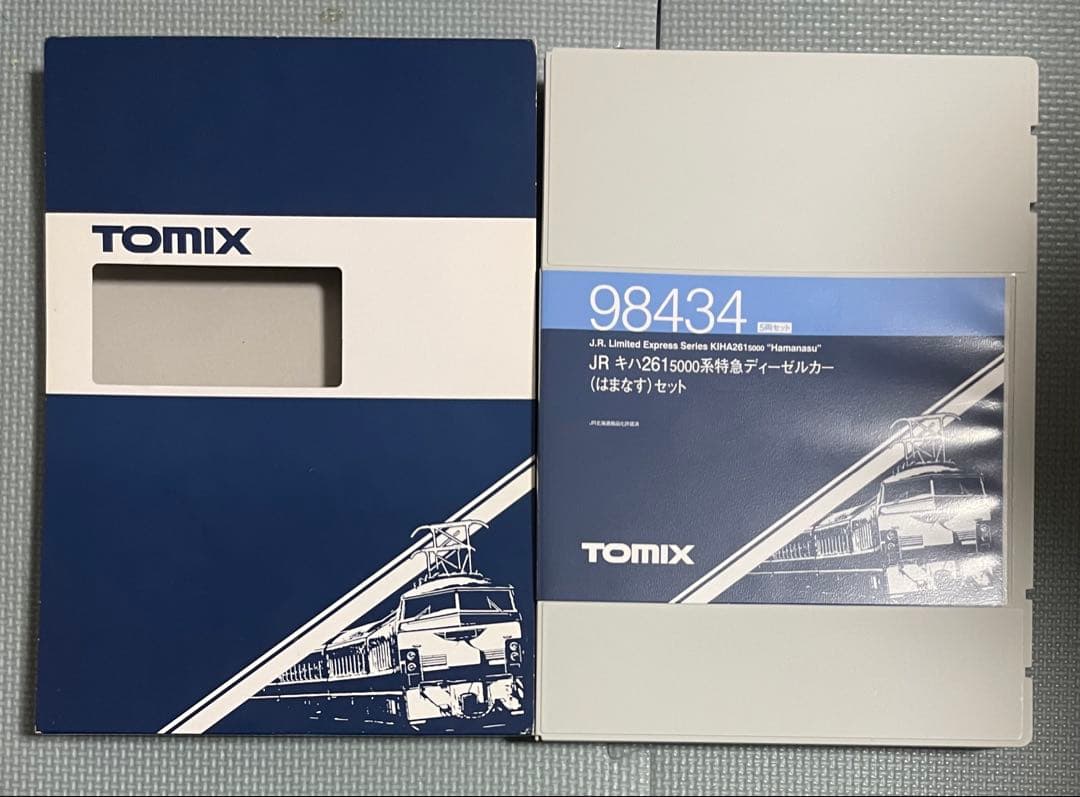 TOMIX
98434
5両セット
J.R. Limited Express Series KIHA2615000 "Hamanasu"
JR キハ2615000系特急ディーゼルカー
(はまなす)セット
JR北海道商品化許諾済
TOMIX